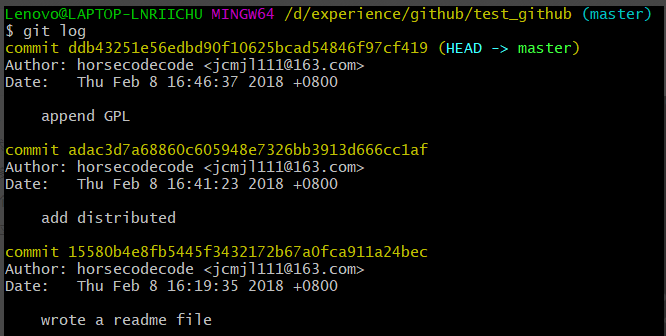 Lenovo@LAPTOP-LNRIICHU MINGW64 /d/experience/github/test_github (master)
$ git log
commit ddb43251e56edbd90f10625bcad54846f97cf419 (HEAD -> master)
Author: horsecodecode <jcmjl111@163.com>
Date:   Thu Feb 8 16:46:37 2018 +0800
    append GPL
commit adac3d7a68860c605948e7326bb3913d666cc1af
Author: horsecodecode <jcmjl111@163.com>
Date:   Thu Feb 8 16:41:23 2018 +0800
    add distributed
commit 15580b4e8fb5445f3432172b67a0fca911a24bec
Author: horsecodecode <jcmjl111@163.com>
Date:   Thu Feb 8 16:19:35 2018 +0800
    wrote a readme file